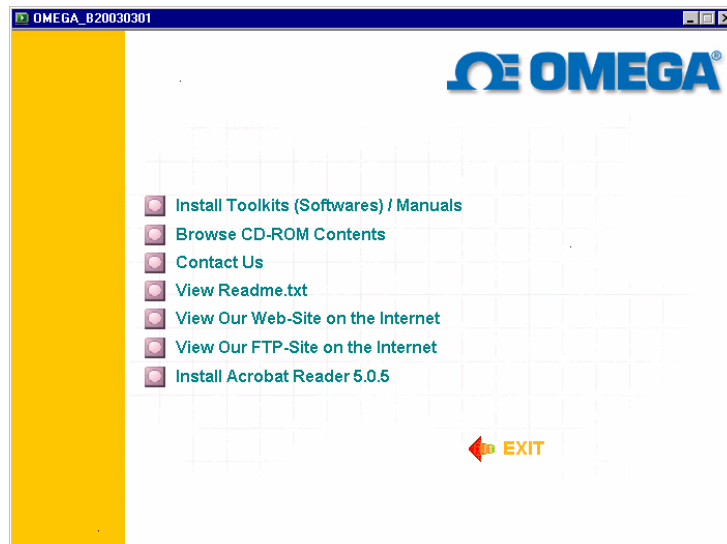 OMEGA_B20030301
OMEGA®
Install Toolkits (Softwares) / Manuals
Browse CD-ROM Contents
Contact Us
View Readme.txt
View Our Web-Site on the Internet
View Our FTP-Site on the Internet
Install Acrobat Reader 5.0.5
EXIT